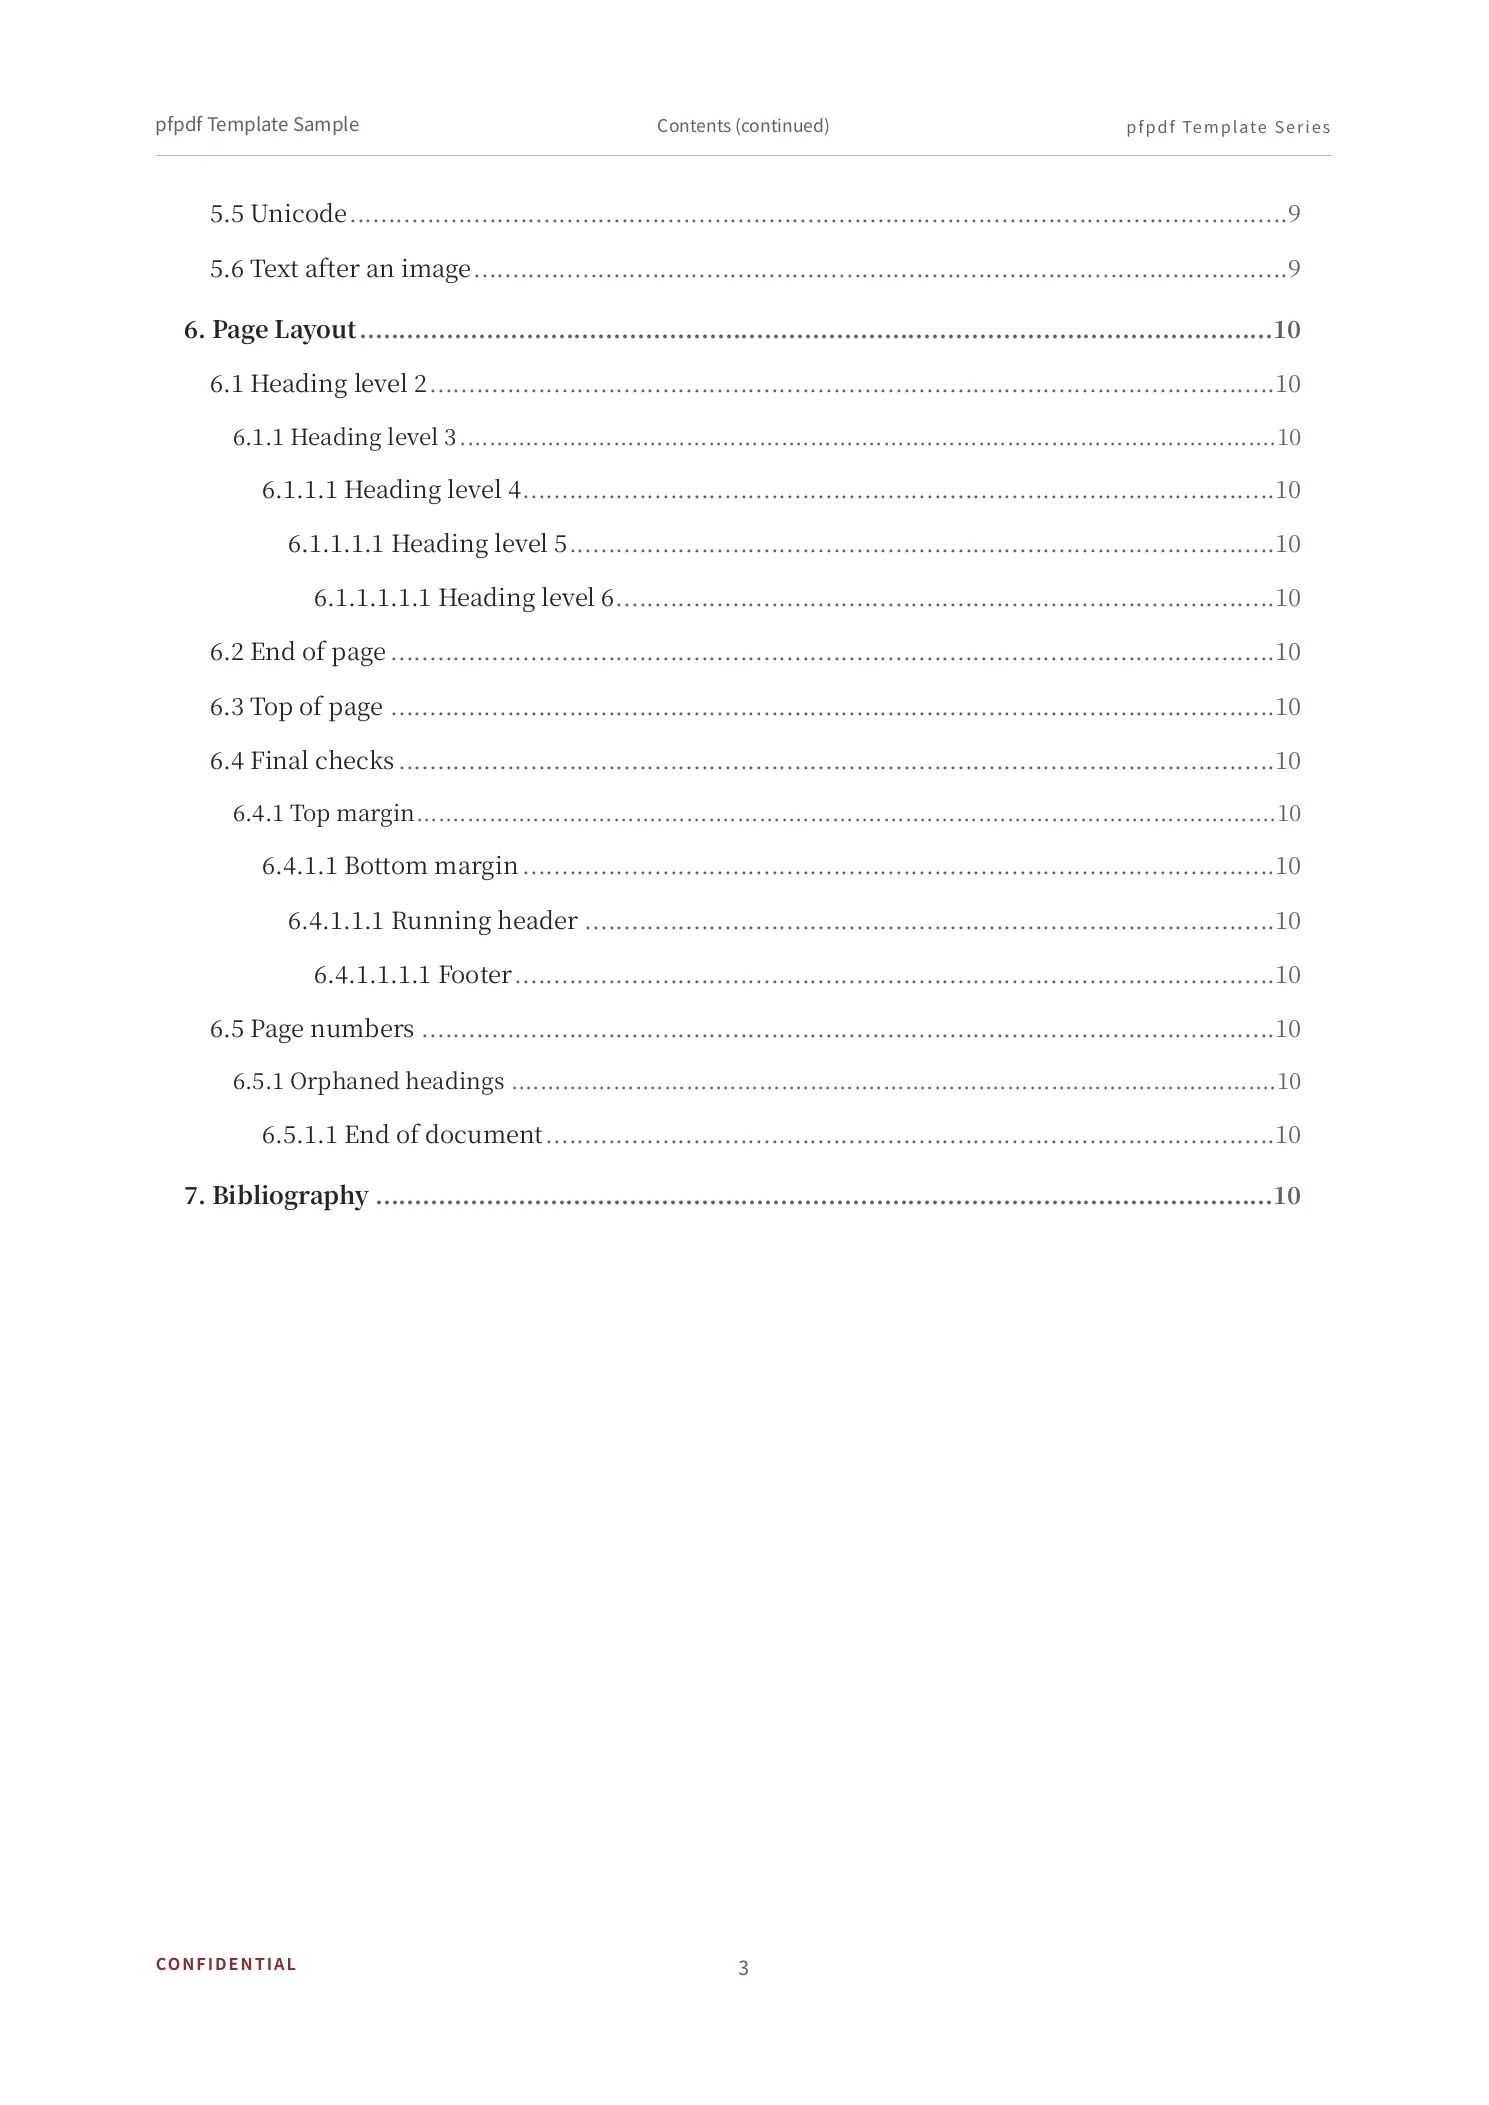 pfpdf Template Sample
Contents (continued)
pfpdf Template Series
5.5 Unicode 9
5.6 Text after an image 9
6. Page Layout 10
6.1 Heading level 2 10
6.1.1 Heading level 3 10
6.1.1.1 Heading level 4 10
6.1.1.1.1 Heading level 5 10
6.1.1.1.1.1 Heading level 6 10
6.2 End of page 10
6.3 Top of page 10
6.4 Final checks 10
6.4.1 Top margin 10
6.4.1.1 Bottom margin 10
6.4.1.1.1 Running header 10
6.4.1.1.1.1 Footer 10
6.5 Page numbers 10
6.5.1 Orphaned headings 10
6.5.1.1 End of document 10
7. Bibliography 10
CONFIDENTIAL
3